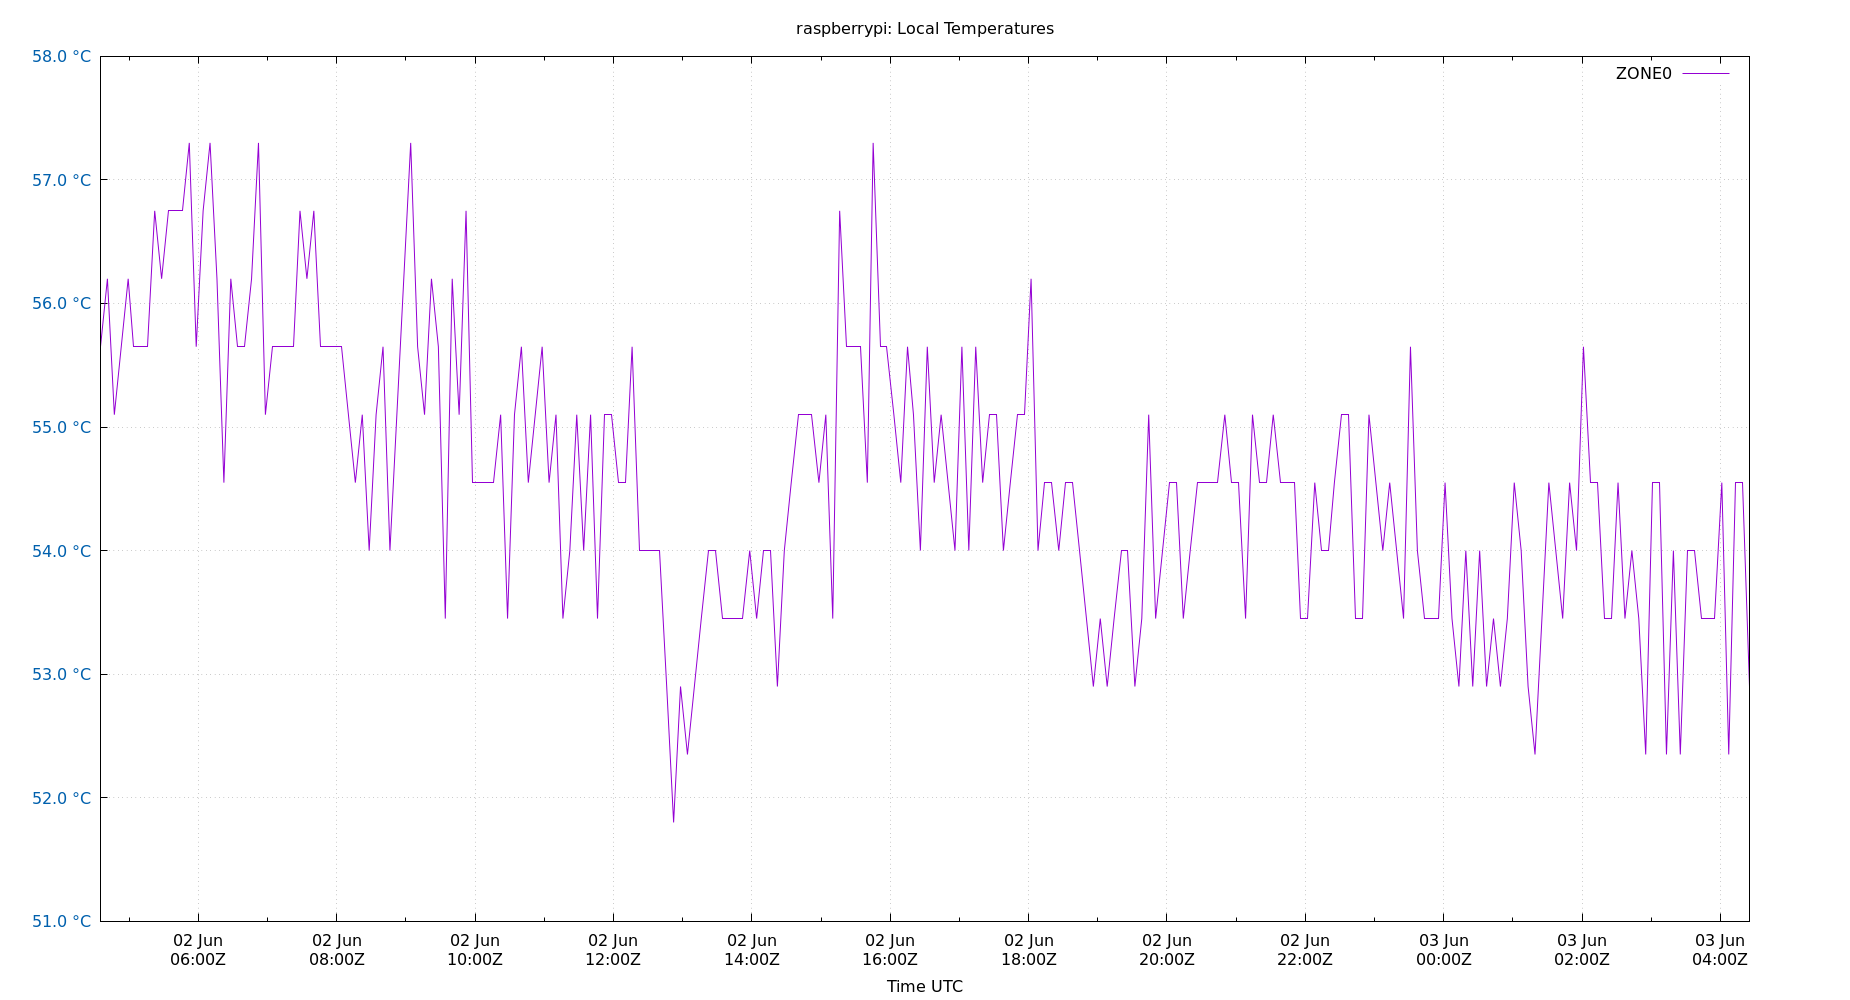 raspberrypi: Local Temperatures
58.0 °C
ZONE0
57.0 °C
56.0 °C
55.0 °C
54.0 °C
53.0 °C
52.0 °C
51.0 °C
02 Jun 02 Jun 02 Jun 02 Jun 02 Jun 02 Jun 02 Jun 02 Jun 02 Jun 03 Jun 03 Jun 03 Jun
06:00Z 08:00Z 10:00Z 12:00Z 14:00Z 16:00Z 18:00Z 20:00Z 22:00Z 00:00Z 02:00Z 04:00Z
Time UTC